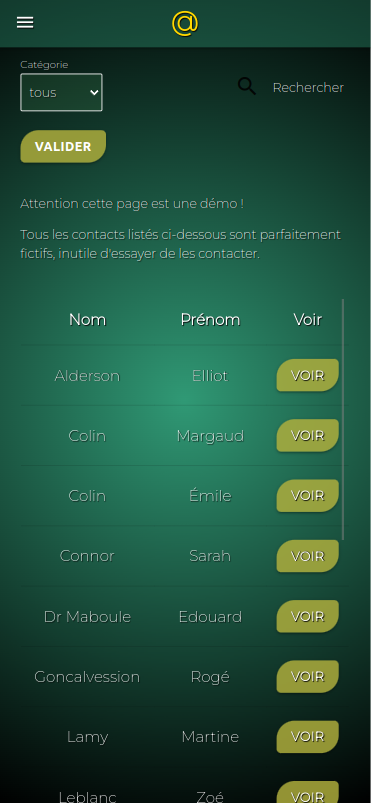 @
Catégorie
tous
Rechercher
VALIDER
Attention cette page est une démo !
Tous les contacts listés ci-dessous sont parfaitement
fictifs, inutile d'essayer de les contacter.
Nom Prénom Voir
Alderson Elliot VOIR
Colin Margaud VOIR
Colin Émile VOIR
Connor Sarah VOIR
Dr Maboule Edouard VOIR
Goncalvession Rogé VOIR
Lamy Martine VOIR
Leblanc Zoé VOIR